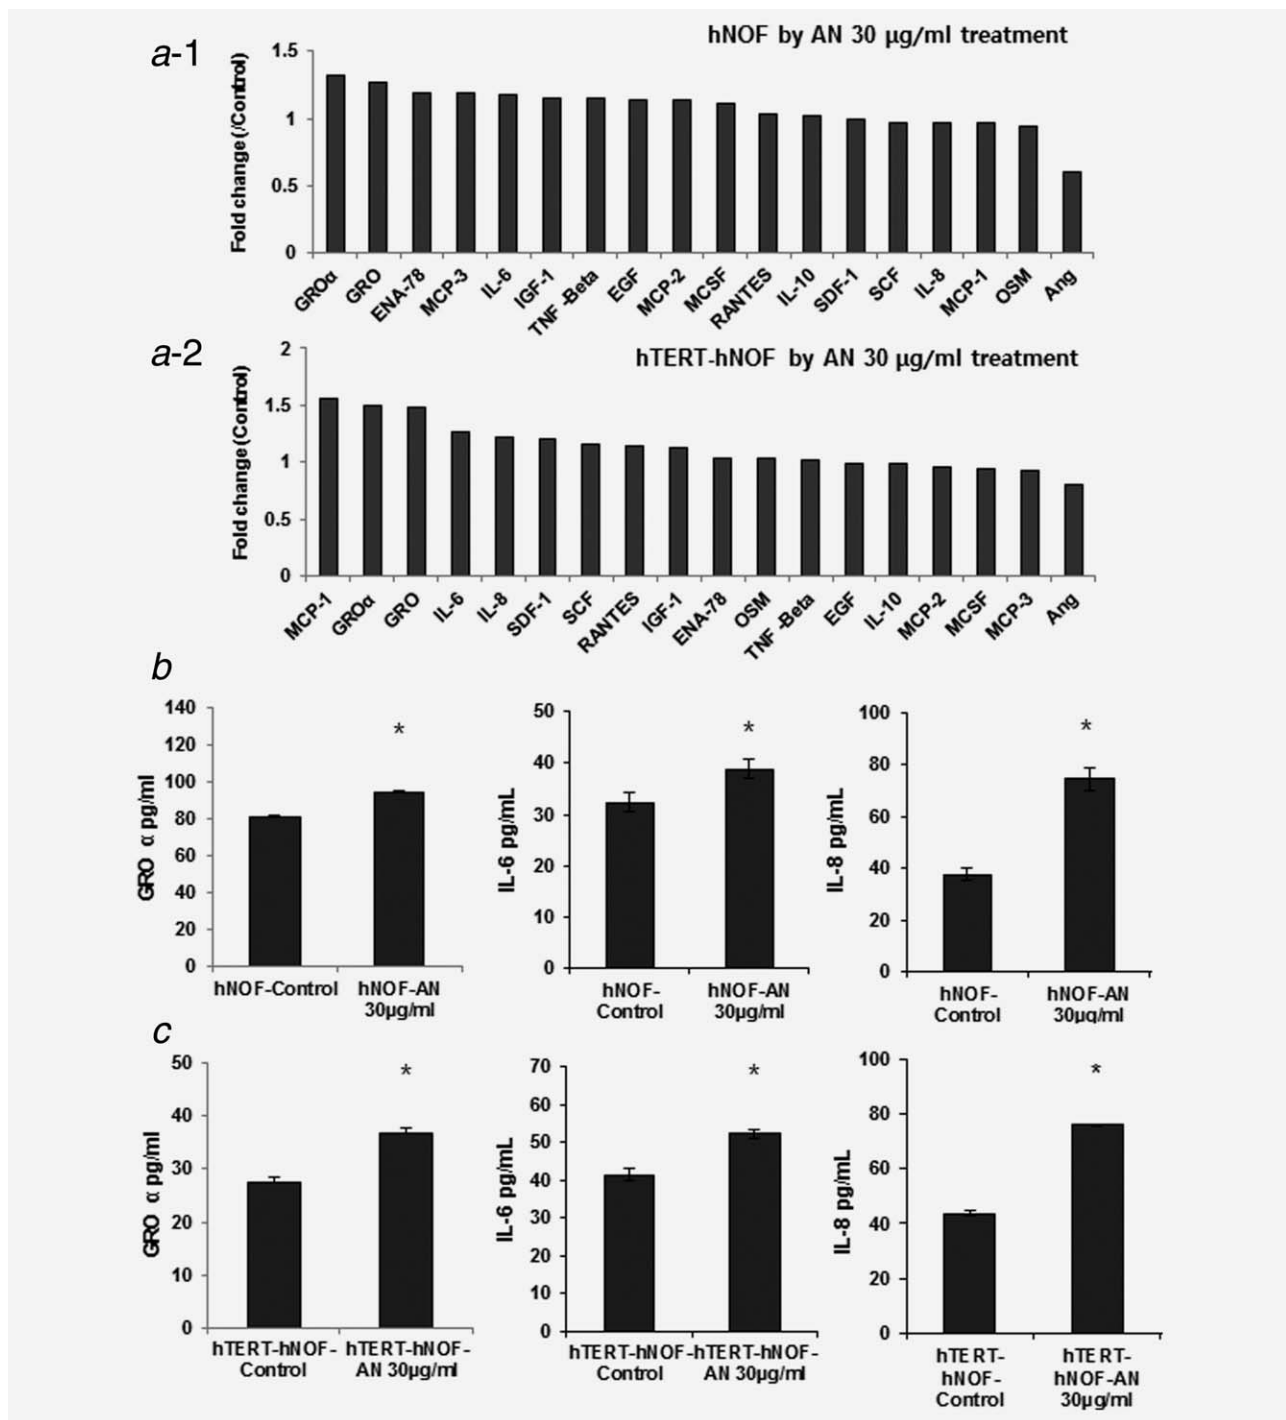 a-1
hNOF by AN 30 µg/ml treatment
Fold change(/Control)
1.5
1
0.5
0
GROα
GRO
ENA-78
MCP-3
IL-6
IGF-1
TNF -Beta
EGF
MCP-2
MCSF
RANTES
IL-10
SDF-1
SCF
IL-8
MCP-1
OSM
Ang
a-2
hTERT-hNOF by AN 30 µg/ml treatment
Fold change(Control)
2
1.5
1
0.5
0
MCP-1
GROα
GRO
IL-6
IL-8
SDF-1
SCF
RANTES
IGF-1
ENA-78
OSM
TNF -Beta
EGF
IL-10
MCP-2
MCSF
MCP-3
Ang
b
GRO α pg/ml
140
120
100
80
60
40
20
0
*
hNOF-Control
hNOF-AN
30µg/ml
IL-6 pg/mL
50
40
30
20
10
0
*
hNOF-
Control
hNOF-AN
30µg/ml
IL-8 pg/mL
100
80
60
40
20
0
*
hNOF-
Control
hNOF-AN
30µg/ml
c
GRO α pg/ml
50
40
30
20
10
0
*
hTERT-hNOF-
Control
hTERT-hNOF-
AN 30µg/ml
IL-6 pg/mL
70
60
50
40
30
20
10
0
*
hTERT-hNOF-
Control
hTERT-hNOF-
AN 30µg/ml
IL-8 pg/mL
100
80
60
40
20
0
*
hTERT-
hNOF-
Control
hTERT-
hNOF-AN
30µg/ml